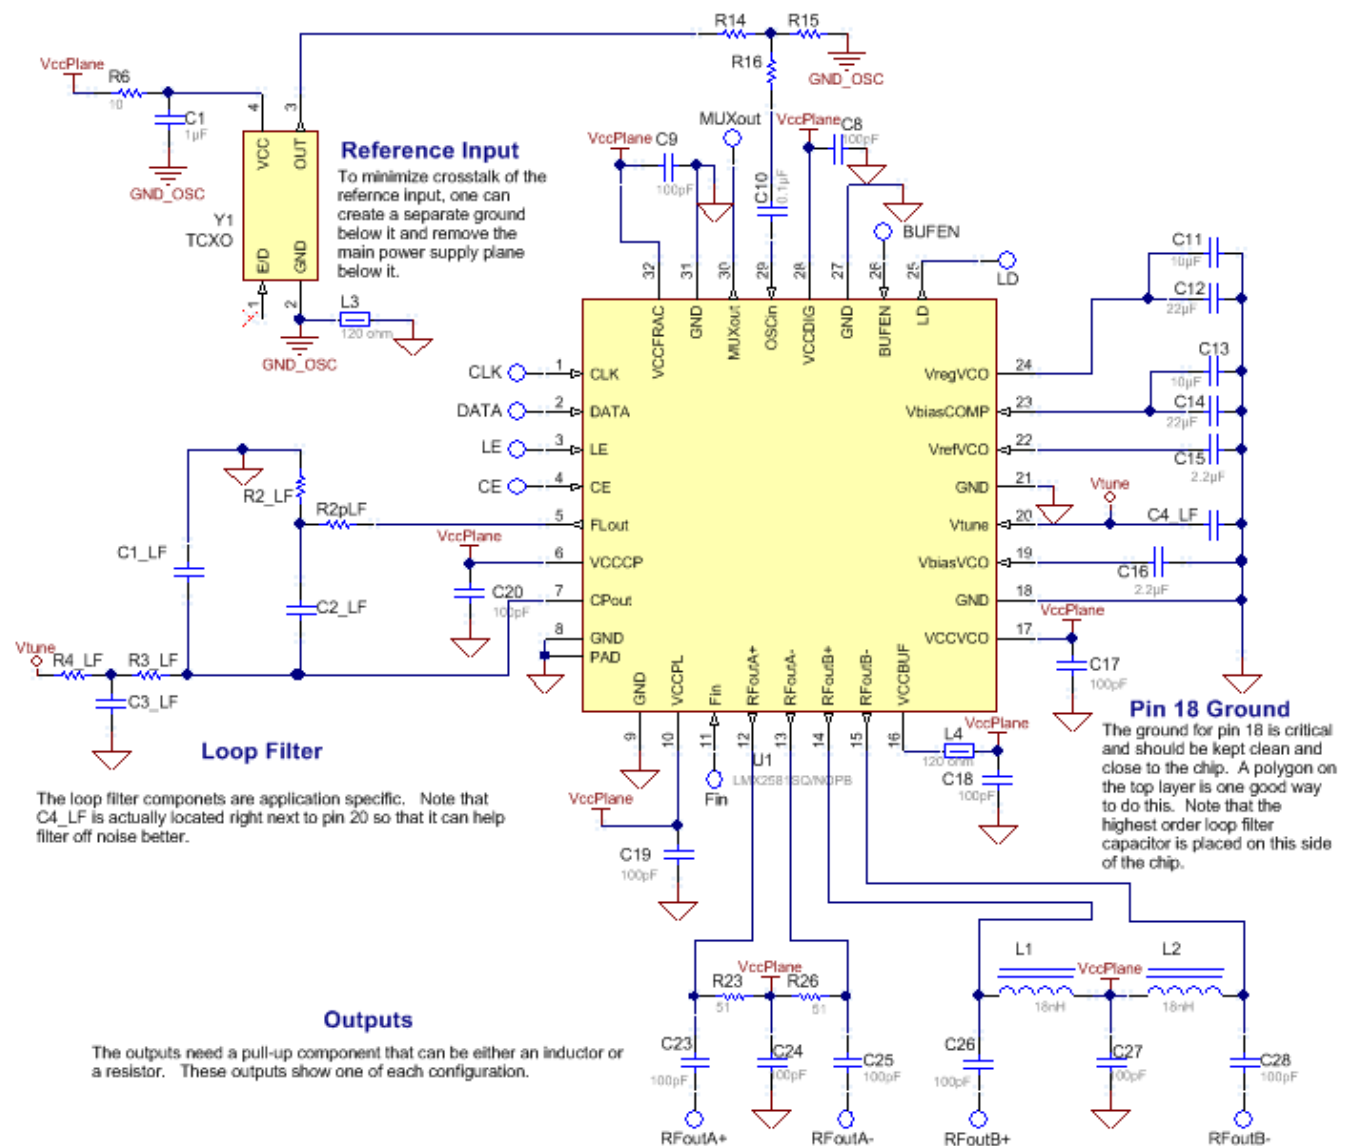 R14
R15
R16
GND_OSC
VccPlane
R6
10
C1
1µF
GND_OSC
4
3
VCC
OUT
Y1
TCXO
E/D
GND
1
2
L3
120 ohm
GND_OSC
Reference Input
To minimize crosstalk of the
refernce input, one can
create a separate ground
below it and remove the
main power supply plane
below it.
MUXout
VccPlane
C9
100pF
C10
0.1µF
VccPlane
C8
100pF
BUFEN
LD
32
31
30
29
28
27
26
25
VCCFRAC
GND
MUXout
OSCin
VCCDIG
GND
BUFEN
LD
CLK
1
CLK
DATA
2
DATA
LE
3
LE
CE
4
CE
5
FLout
VccPlane
6
VCCCP
C20
100pF
7
CPout
8
GND
PAD
VregVCO
24
VbiasCOMP
23
VrefVCO
22
GND
21
Vtune
20
VbiasVCO
19
GND
18
VCCVCO
17
C11
10µF
C12
22µF
C13
10µF
C14
22µF
C15
2.2µF
Vtune
C4_LF
C16
2.2µF
VccPlane
C17
100pF
R2_LF
R2pLF
C1_LF
C2_LF
Vtune
R4_LF
R3_LF
C3_LF
GND
VCCPL
Fin
RFoutA+
RFoutA-
RFoutB+
RFoutB-
VCCBUF
9
10
11
12
13
14
15
16
U1
LMX2581SQ/NOPB
Fin
L4
120 ohm
VccPlane
C18
100pF
VccPlane
C19
100pF
Loop Filter
The loop filter componets are application specific. Note that
C4_LF is actually located right next to pin 20 so that it can help
filter off noise better.
Pin 18 Ground
The ground for pin 18 is critical
and should be kept clean and
close to the chip. A polygon on
the top layer is one good way
to do this. Note that the
highest order loop filter
capacitor is placed on this side
of the chip.
Outputs
The outputs need a pull-up component that can be either an inductor or
a resistor. These outputs show one of each configuration.
VccPlane
R23
51
R26
51
C23
100pF
C24
100pF
C25
100pF
RFoutA+
RFoutA-
L1
18nH
VccPlane
L2
18nH
C26
100pF
C27
100pF
C28
100pF
RFoutB+
RFoutB-